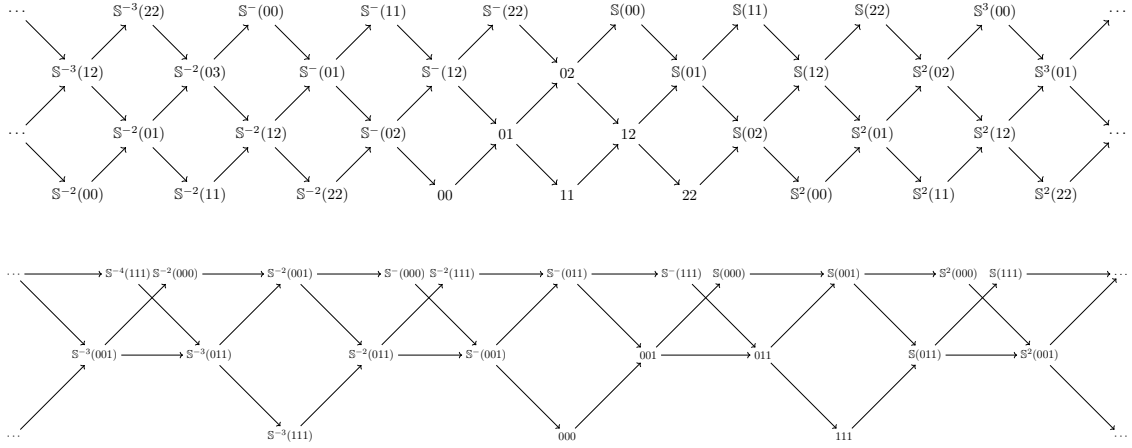 ⋯ 𝕊⁻³(22) 𝕊⁻(00) 𝕊⁻(11) 𝕊⁻(22) 𝕊(00) 𝕊(11) 𝕊(22) 𝕊³(00) ⋯
𝕊⁻³(12) 𝕊⁻²(03) 𝕊⁻(01) 𝕊⁻(12) 02 𝕊(01) 𝕊(12) 𝕊²(02) 𝕊³(01)
⋯ 𝕊⁻²(01) 𝕊⁻²(12) 𝕊⁻(02) 01 12 𝕊(02) 𝕊²(01) 𝕊²(12) ⋯
𝕊⁻²(00) 𝕊⁻²(11) 𝕊⁻²(22) 00 11 22 𝕊²(00) 𝕊²(11) 𝕊²(22)
⋯ 𝕊⁻⁴(111) 𝕊⁻²(000) 𝕊⁻²(001) 𝕊⁻(000) 𝕊⁻²(111) 𝕊⁻(011) 𝕊⁻(111) 𝕊(000) 𝕊(001) 𝕊²(000) 𝕊(111) ⋯
𝕊⁻³(001) 𝕊⁻³(011) 𝕊⁻²(011) 𝕊⁻(001) 001 011 𝕊(011) 𝕊²(001)
⋯ 𝕊⁻³(111) 000 111 ⋯